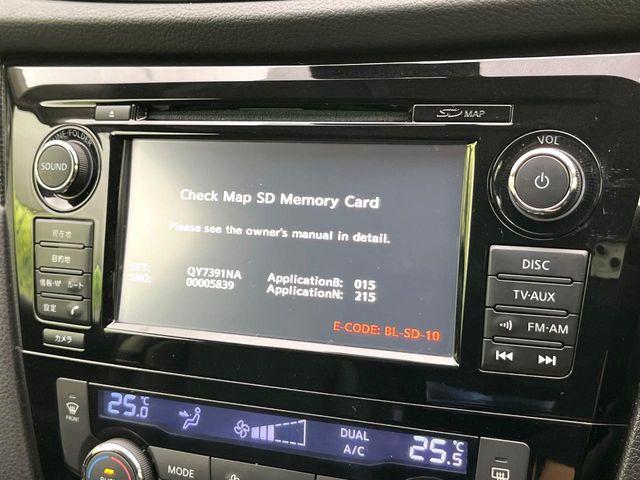 SD MAP
TUNE·FOLDER
SOUND
VOL
Check Map SD Memory Card
Please see the owner's manual in detail.
SET: QY7391NA ApplicationB: 015
SNO: 00005839 ApplicationN: 215
E-CODE: BL-SD-10
現在地
目的地
情報·W ルート
設定
カメラ
DISC
TV·AUX
FM·AM
FRONT
25.0 °C
DUAL
A/C
25.5 °C
MODE